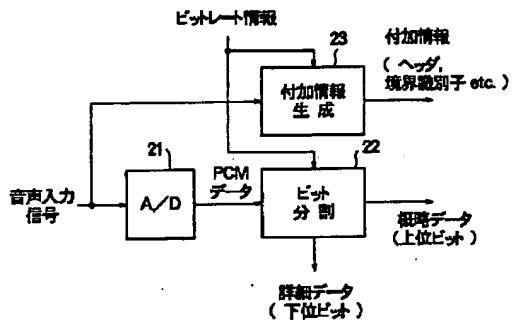 ビットレート情報
23
付加情報
(ヘッダ,
境界識別子 etc.)
付加情報
生成
21
22
音声入力
信号
A/D
PCM
データ
ビット
分割
概略データ
(上位ビット)
詳細データ
(下位ビット)